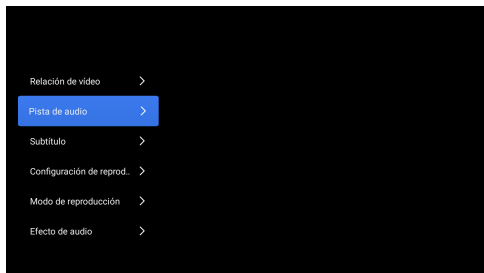 Relación de vídeo
Pista de audio
Subtítulo
Configuración de reprod..
Modo de reproducción
Efecto de audio